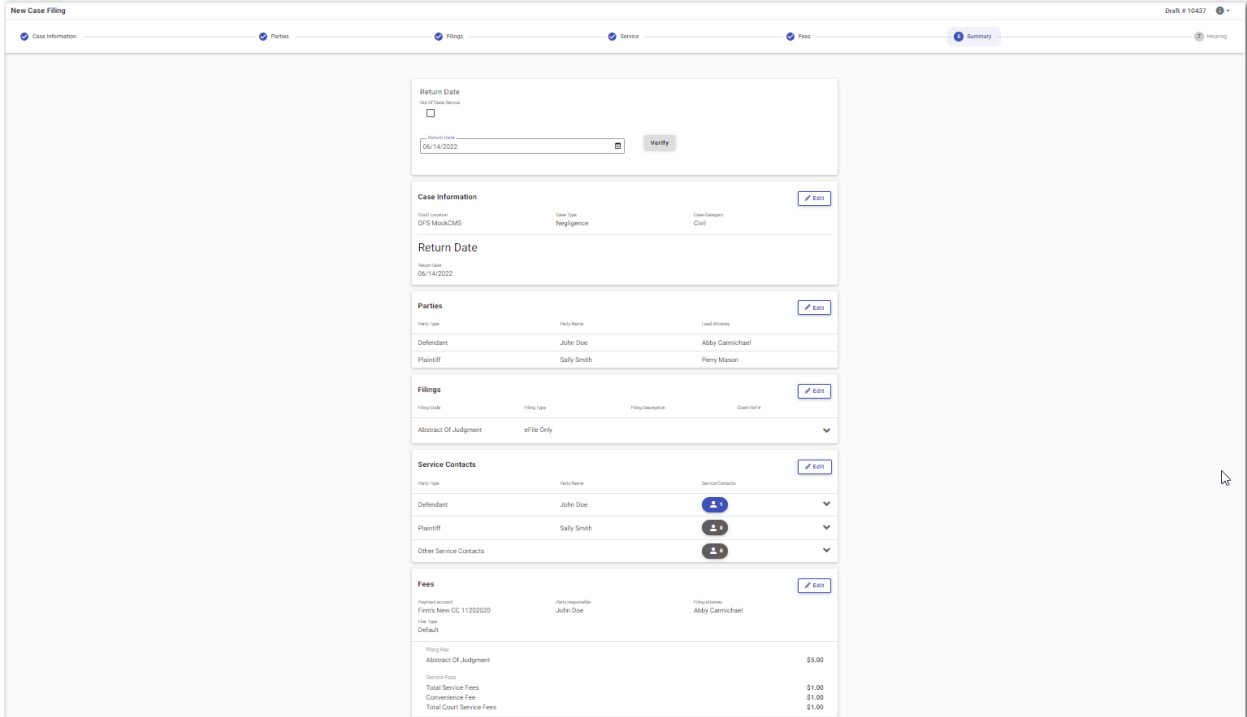 New Case Filing Draft # 10437
Case Information Parties Filings Service Fees 6 Summary 7 Hearing
Return Date
Out Of State Service
Return Date
06/14/2022 Verify
Case Information Edit
Court Location Case Type Case Category
OFS MockCMS Negligence Civil
Return Date
Return Date
06/14/2022
Parties Edit
Party Type Party Name Lead Attorney
Defendant John Doe Abby Carmichael
Plaintiff Sally Smith Perry Mason
Filings Edit
Filing Code Filing Type Filing Description Client Ref #
Abstract Of Judgment eFile Only
Service Contacts Edit
Party Type Party Name Service Contacts
Defendant John Doe 1
Plaintiff Sally Smith 0
Other Service Contacts 0
Fees Edit
Payment account Party responsible Filing attorney
Firm's New CC 11202020 John Doe Abby Carmichael
Filer Type
Default
Filing Fee
Abstract Of Judgment $5.00
Service Fees
Total Service Fees $1.00
Convenience Fee $1.00
Total Court Service Fees $1.00